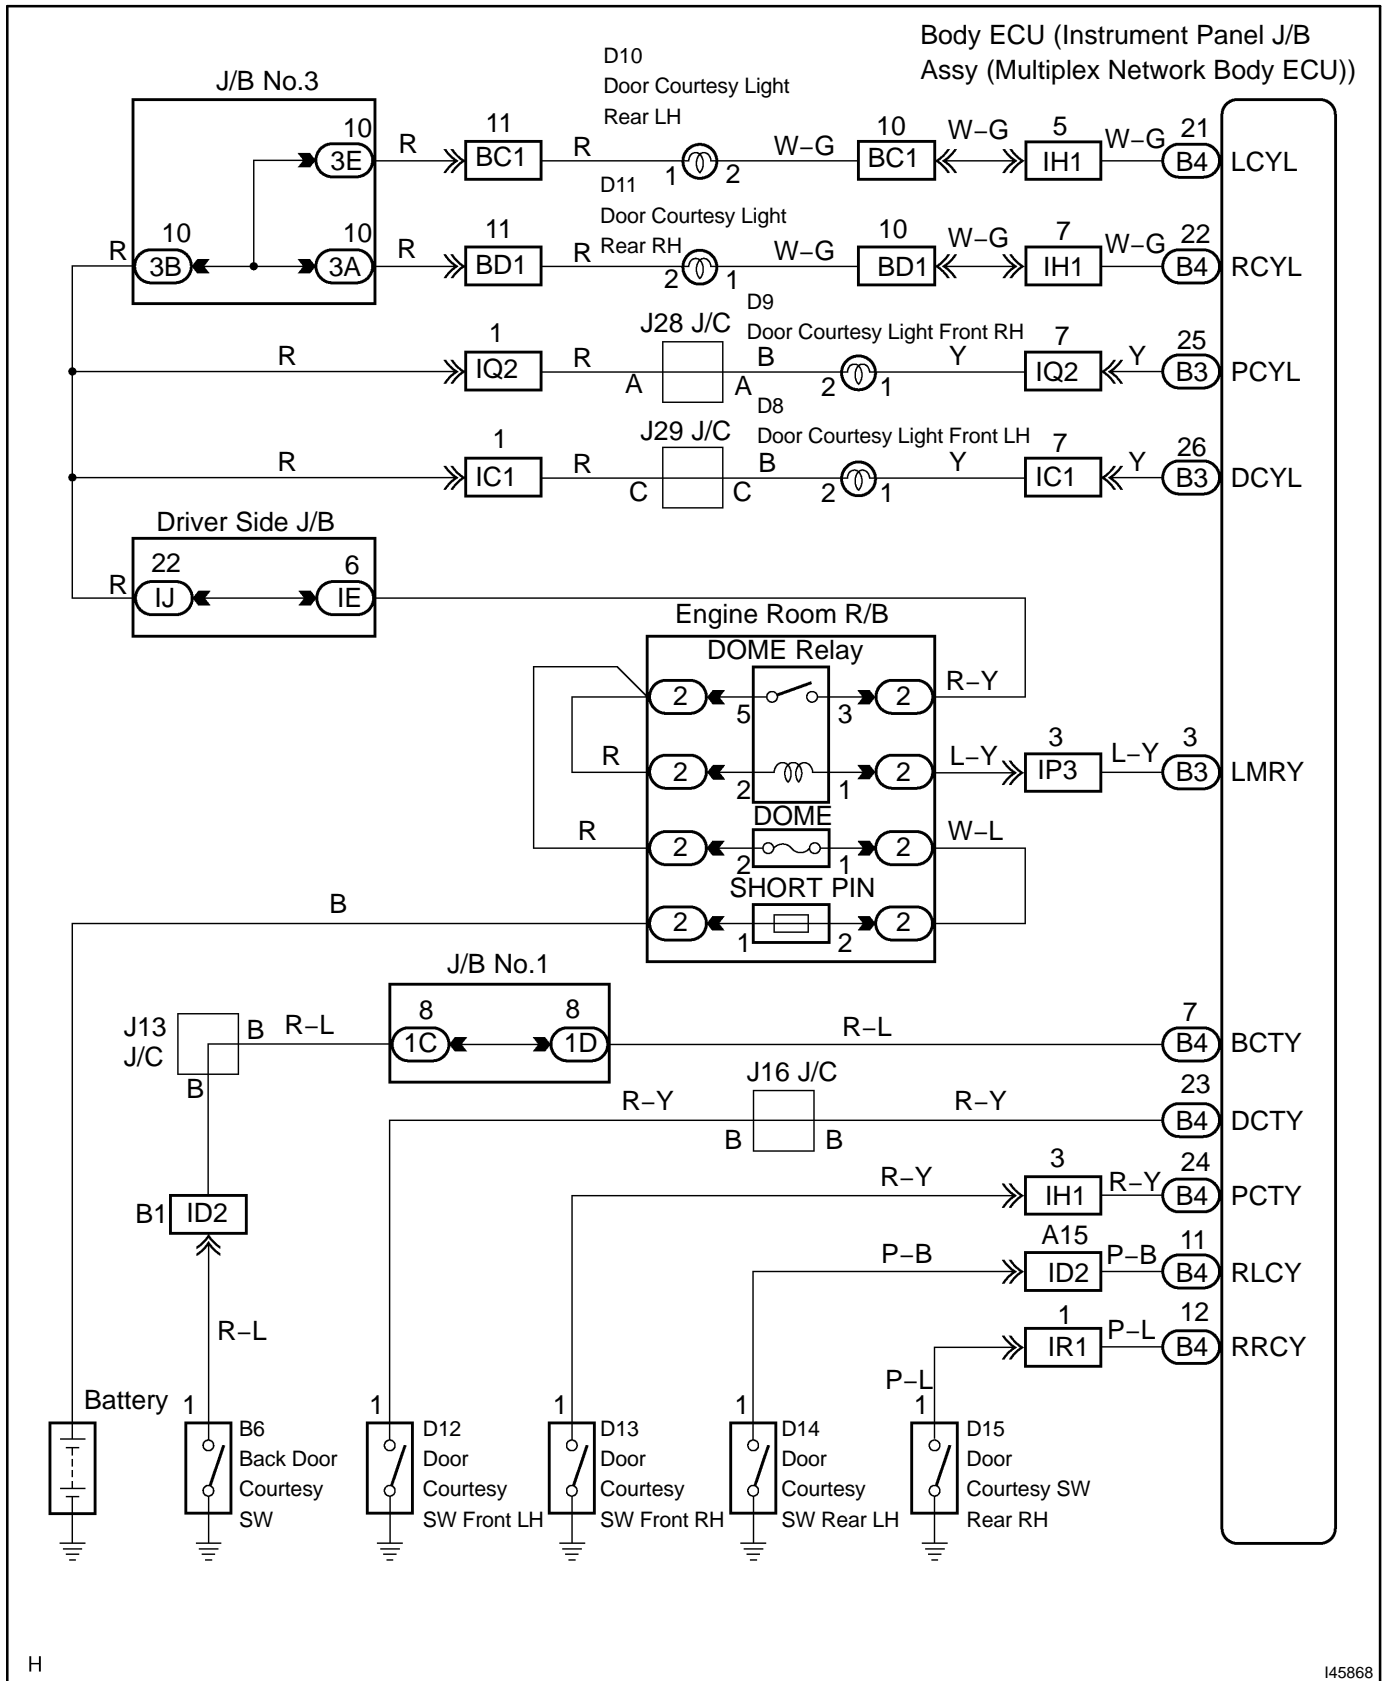 Body ECU (Instrument Panel J/B
Assy (Multiplex Network Body ECU))
J/B No.3
D10
Door Courtesy Light
Rear LH
10
3E
R
11
BC1
R
1
2
W–G
10
BC1
W–G
5
IH1
W–G
21
B4
LCYL
D11
Door Courtesy Light
Rear RH
R
10
3B
10
3A
R
11
BD1
R
2
1
W–G
10
BD1
W–G
7
IH1
W–G
22
B4
RCYL
D9
Door Courtesy Light Front RH
R
1
IQ2
R
J28 J/C
A
A
B
2
1
Y
7
IQ2
Y
25
B3
PCYL
D8
Door Courtesy Light Front LH
R
1
IC1
R
J29 J/C
C
C
B
2
1
Y
7
IC1
Y
26
B3
DCYL
Driver Side J/B
R
22
IJ
6
IE
Engine Room R/B
DOME Relay
2
5
3
2
R–Y
R
2
2
1
2
L–Y
3
IP3
L–Y
3
B3
LMRY
DOME
R
2
2
1
2
W–L
SHORT PIN
B
2
1
2
2
J/B No.1
J13
J/C
B
B
R–L
8
1C
8
1D
R–L
7
B4
BCTY
J16 J/C
R–Y
B
B
R–Y
23
B4
DCTY
R–Y
3
IH1
R–Y
24
B4
PCTY
B1
ID2
P–B
A15
ID2
P–B
11
B4
RLCY
R–L
P–L
1
IR1
P–L
12
B4
RRCY
Battery
1
B6
Back Door
Courtesy
SW
1
D12
Door
Courtesy
SW Front LH
1
D13
Door
Courtesy
SW Front RH
1
D14
Door
Courtesy
SW Rear LH
1
D15
Door
Courtesy SW
Rear RH
H
I45868